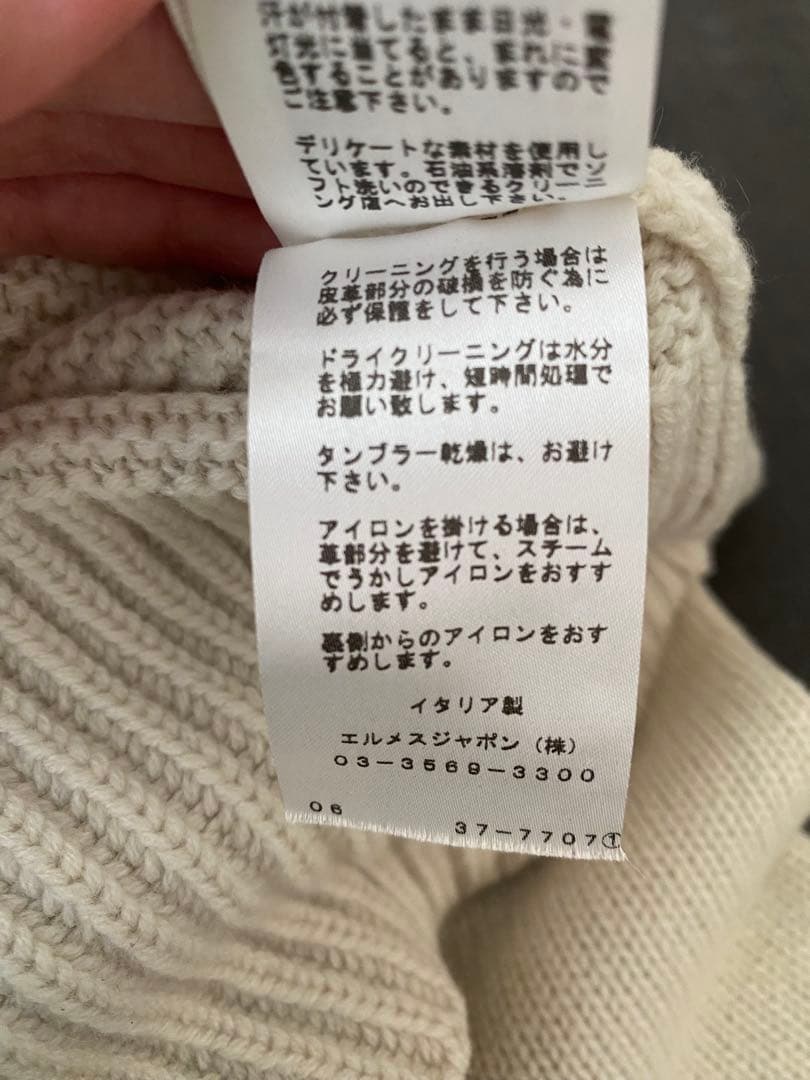 汗が付着したまま日光・電
灯光に当てると、まれに変
色することがありますので
ご注意下さい。
デリケートな素材を使用し
ています。石油系溶剤でソ
フト洗いのできるクリーニ
ング店へお出し下さい。
クリーニングを行う場合は
皮革部分の破損を防ぐ為に
必ず保護をして下さい。
ドライクリーニングは水分
を極力避け、短時間処理で
お願い致します。
タンブラー乾燥は、お避け
下さい。
アイロンを掛ける場合は、
革部分を避けて、スチーム
でうかしアイロンをおすす
めします。
裏側からのアイロンをおす
すめします。
イタリア製
エルメスジャポン（株）
03-3569-3300
06
37-7707①